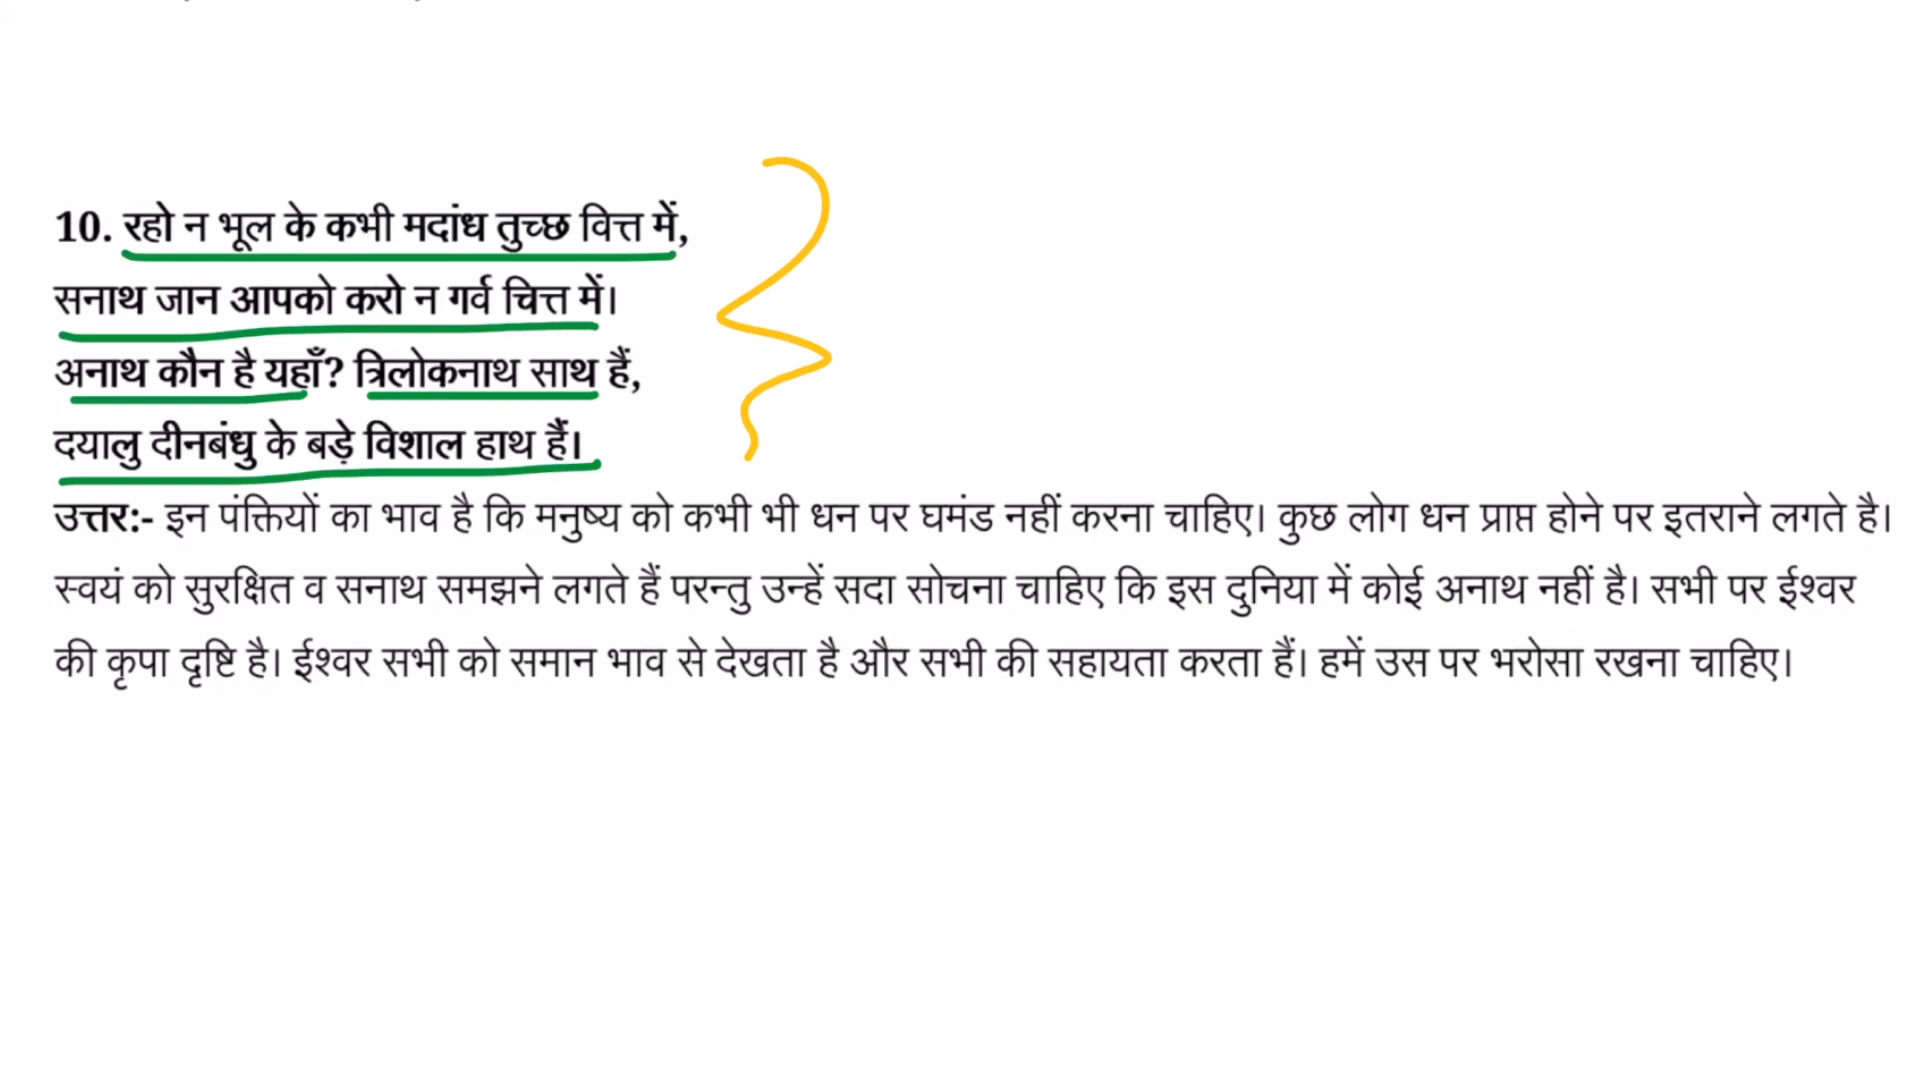 10. रहो न भूल के कभी मदांध तुच्छ वित्त में,
सनाथ जान आपको करो न गर्व चित्त में।
अनाथ कौन है यहाँ? त्रिलोकनाथ साथ हैं,
दयालु दीनबंधु के बड़े विशाल हाथ हैं।
उत्तर:- इन पंक्तियों का भाव है कि मनुष्य को कभी भी धन पर घमंड नहीं करना चाहिए। कुछ लोग धन प्राप्त होने पर इतराने लगते है।
स्वयं को सुरक्षित व सनाथ समझने लगते हैं परन्तु उन्हें सदा सोचना चाहिए कि इस दुनिया में कोई अनाथ नहीं है। सभी पर ईश्वर
की कृपा दृष्टि है। ईश्वर सभी को समान भाव से देखता है और सभी की सहायता करता हैं। हमें उस पर भरोसा रखना चाहिए।